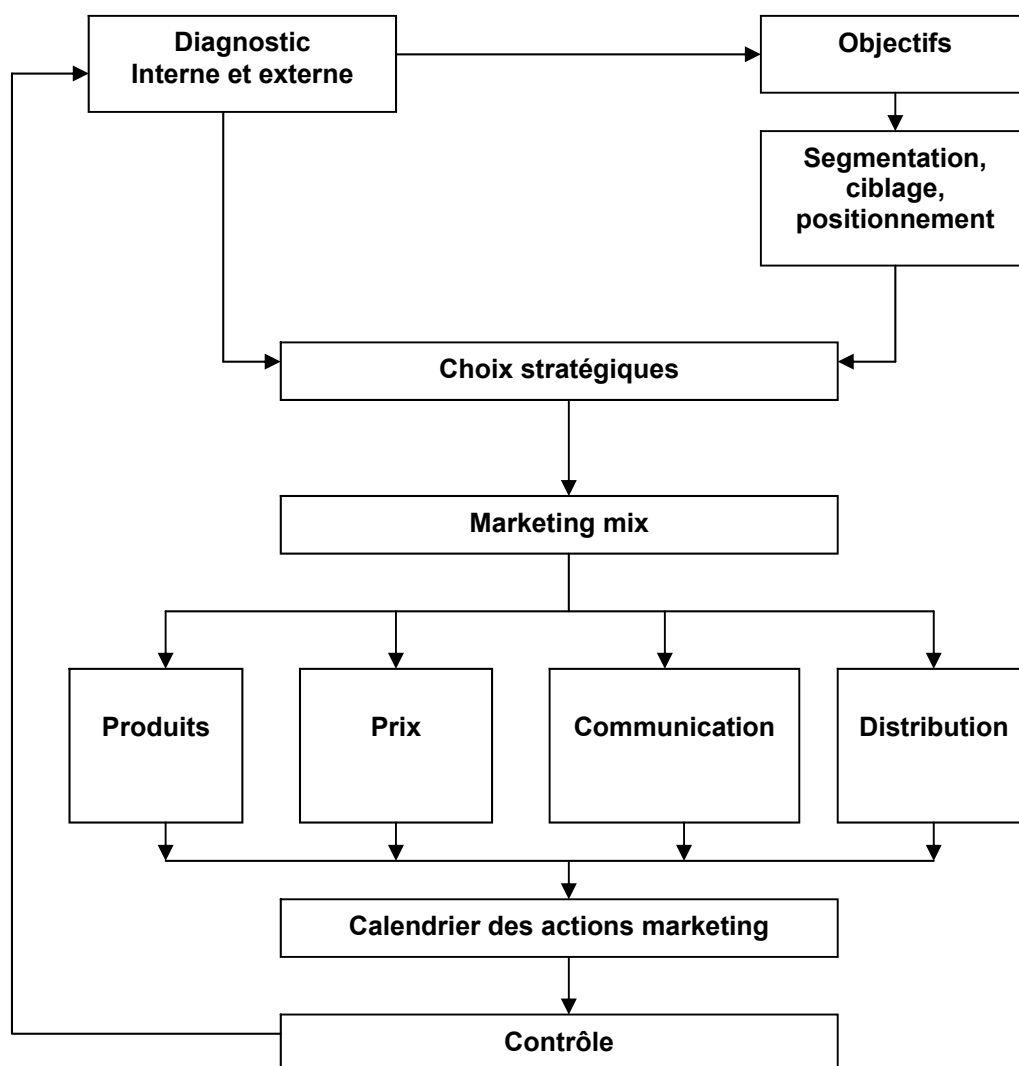 Diagnostic
Interne et externe
Objectifs
Segmentation,
ciblage,
positionnement
Choix stratégiques
Marketing mix
Produits
Prix
Communication
Distribution
Calendrier des actions marketing
Contrôle